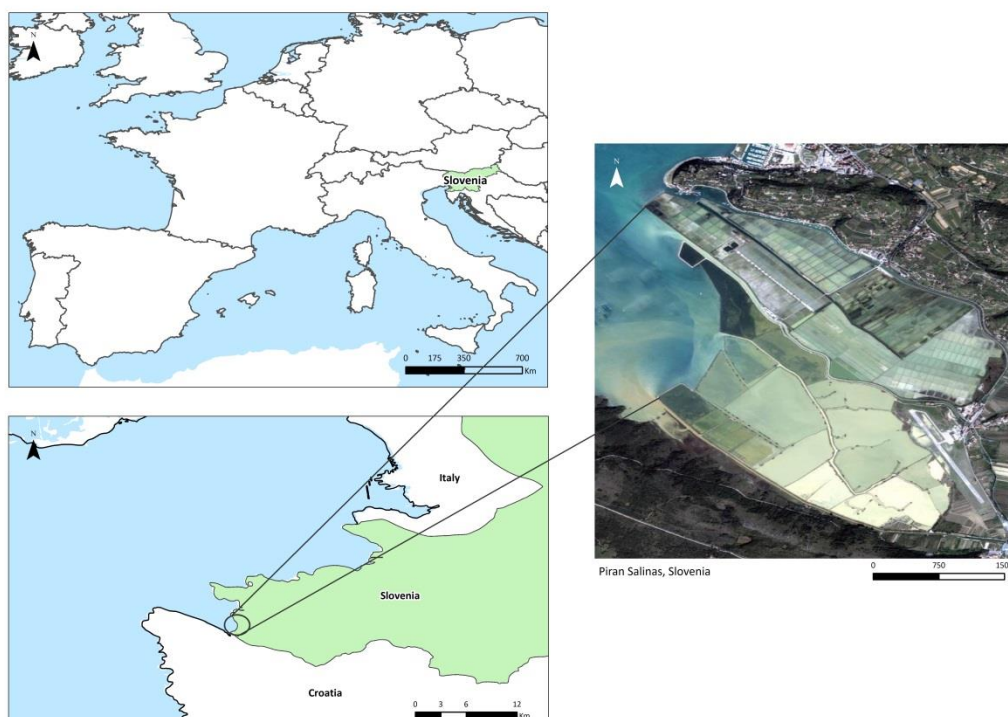 N
Slovenia
0 175 350 700
Km
N
Italy
Slovenia
Croatia
0 3 6 12
Km
N
Piran Salinas, Slovenia
0 750